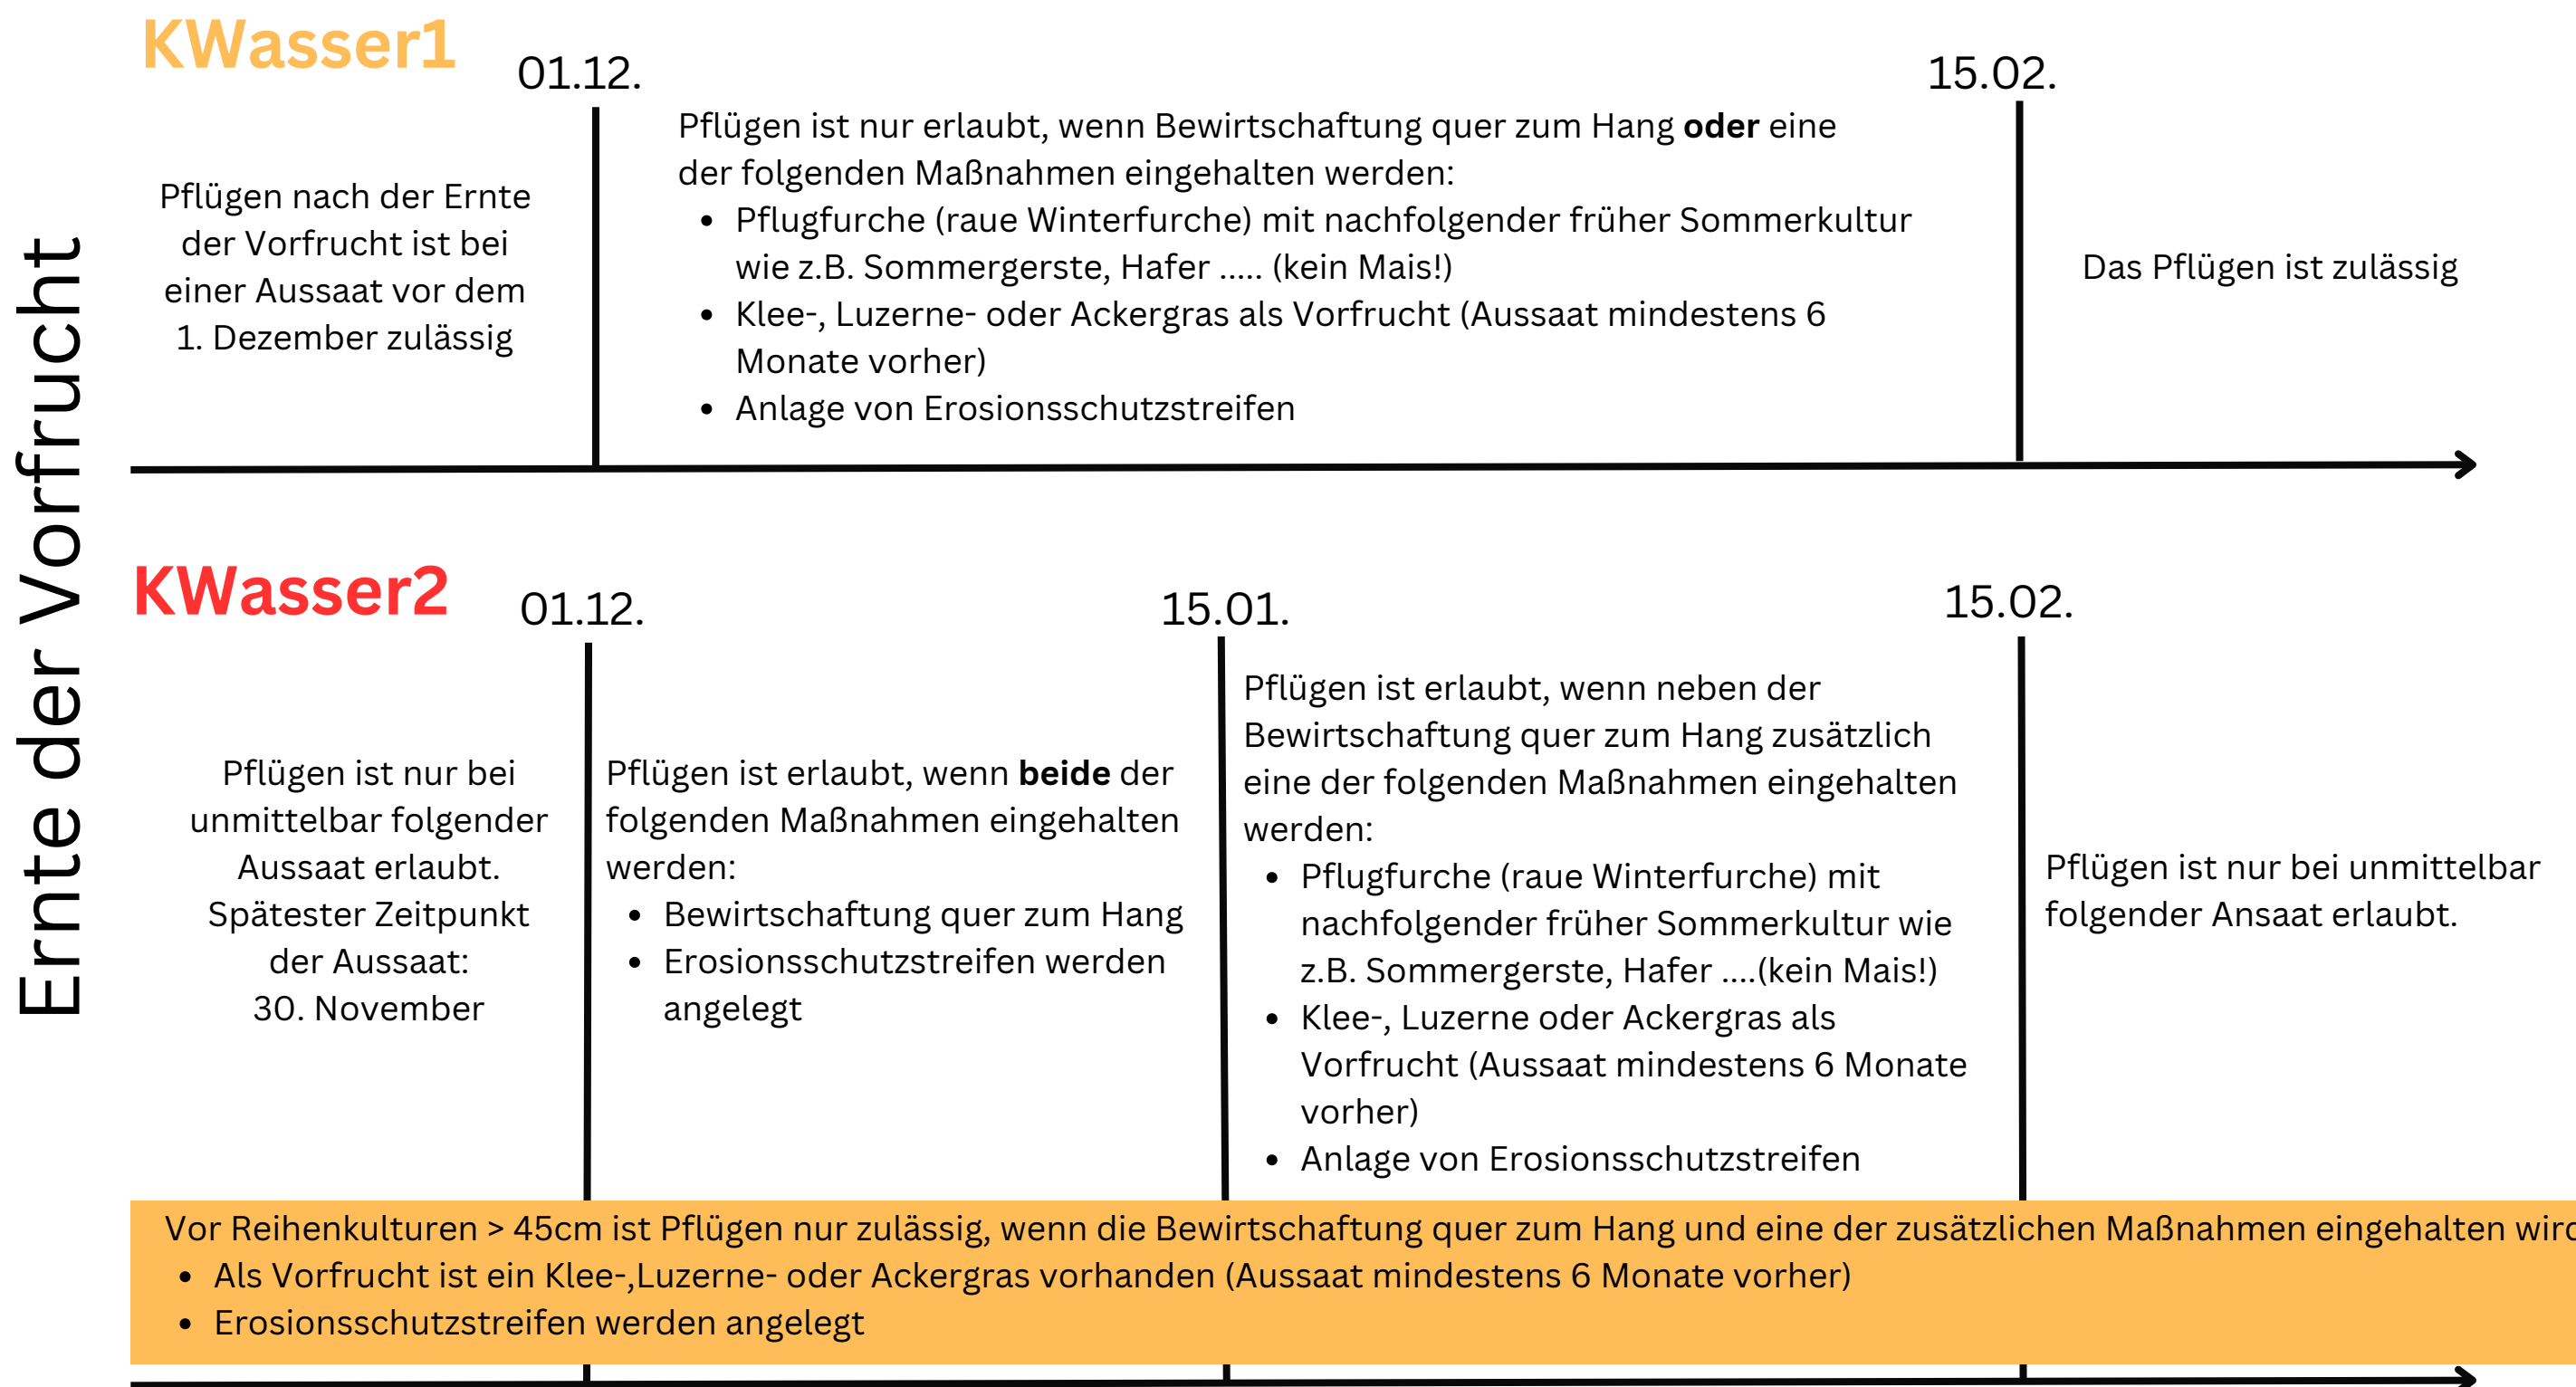 Ernte der Vorfrucht
KWasser1
01.12.
15.02.
Pflügen nach der Ernte
der Vorfrucht ist bei
einer Aussaat vor dem
1. Dezember zulässig
Pflügen ist nur erlaubt, wenn Bewirtschaftung quer zum Hang oder eine
der folgenden Maßnahmen eingehalten werden:
• Pflugfurche (raue Winterfurche) mit nachfolgender früher Sommerkultur
wie z.B. Sommergerste, Hafer ..... (kein Mais!)
• Klee-, Luzerne- oder Ackergras als Vorfrucht (Aussaat mindestens 6
Monate vorher)
• Anlage von Erosionsschutzstreifen
Das Pflügen ist zulässig
KWasser2
01.12.
15.01.
15.02.
Pflügen ist nur bei
unmittelbar folgender
Aussaat erlaubt.
Spätester Zeitpunkt
der Aussaat:
30. November
Pflügen ist erlaubt, wenn beide der
folgenden Maßnahmen eingehalten
werden:
• Bewirtschaftung quer zum Hang
• Erosionsschutzstreifen werden
angelegt
Pflügen ist erlaubt, wenn neben der
Bewirtschaftung quer zum Hang zusätzlich
eine der folgenden Maßnahmen eingehalten
werden:
• Pflugfurche (raue Winterfurche) mit
nachfolgender früher Sommerkultur wie
z.B. Sommergerste, Hafer ....(kein Mais!)
• Klee-, Luzerne oder Ackergras als
Vorfrucht (Aussaat mindestens 6 Monate
vorher)
• Anlage von Erosionsschutzstreifen
Pflügen ist nur bei unmittelbar
folgender Ansaat erlaubt.
Vor Reihenkulturen > 45cm ist Pflügen nur zulässig, wenn die Bewirtschaftung quer zum Hang und eine der zusätzlichen Maßnahmen eingehalten
• Als Vorfrucht ist ein Klee-,Luzerne- oder Ackergras vorhanden (Aussaat mindestens 6 Monate vorher)
• Erosionsschutzstreifen werden angelegt